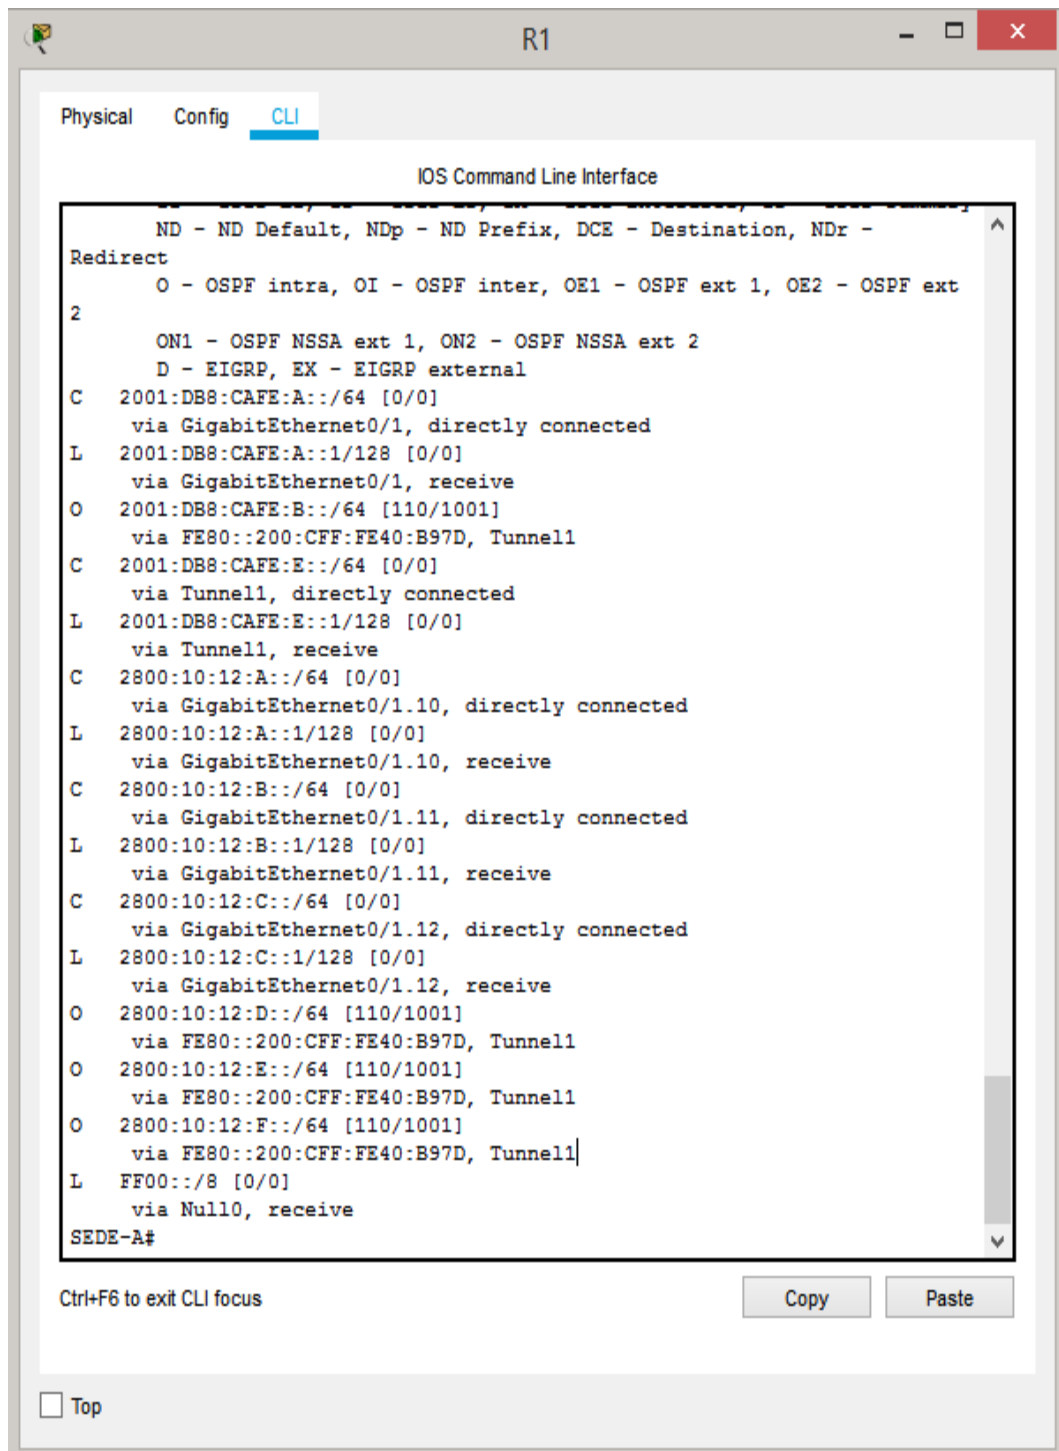 R1
Physical Config CLI
IOS Command Line Interface
ND - ND Default, NDp - ND Prefix, DCE - Destination, NDr -
Redirect
O - OSPF intra, OI - OSPF inter, OE1 - OSPF ext 1, OE2 - OSPF ext
2
ON1 - OSPF NSSA ext 1, ON2 - OSPF NSSA ext 2
D - EIGRP, EX - EIGRP external
C 2001:DB8:CAFE:A::/64 [0/0]
via GigabitEthernet0/1, directly connected
L 2001:DB8:CAFE:A::1/128 [0/0]
via GigabitEthernet0/1, receive
O 2001:DB8:CAFE:B::/64 [110/1001]
via FE80::200:CFF:FE40:B97D, Tunnel1
C 2001:DB8:CAFE:E::/64 [0/0]
via Tunnel1, directly connected
L 2001:DB8:CAFE:E::1/128 [0/0]
via Tunnel1, receive
C 2800:10:12:A::/64 [0/0]
via GigabitEthernet0/1.10, directly connected
L 2800:10:12:A::1/128 [0/0]
via GigabitEthernet0/1.10, receive
C 2800:10:12:B::/64 [0/0]
via GigabitEthernet0/1.11, directly connected
L 2800:10:12:B::1/128 [0/0]
via GigabitEthernet0/1.11, receive
C 2800:10:12:C::/64 [0/0]
via GigabitEthernet0/1.12, directly connected
L 2800:10:12:C::1/128 [0/0]
via GigabitEthernet0/1.12, receive
O 2800:10:12:D::/64 [110/1001]
via FE80::200:CFF:FE40:B97D, Tunnel1
O 2800:10:12:E::/64 [110/1001]
via FE80::200:CFF:FE40:B97D, Tunnel1
O 2800:10:12:F::/64 [110/1001]
via FE80::200:CFF:FE40:B97D, Tunnel1
L FF00::/8 [0/0]
via Null0, receive
SEDE-A#
Ctrl+F6 to exit CLI focus
Copy Paste
Top